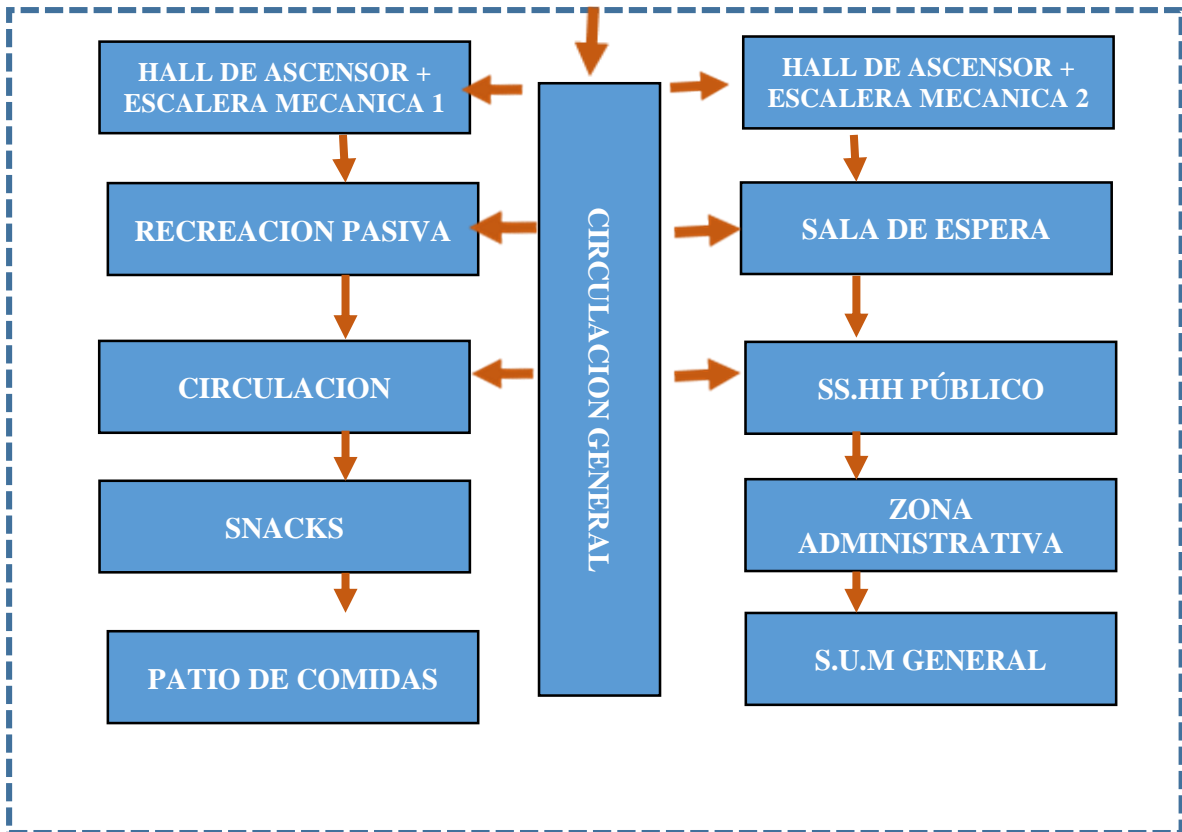 HALL DE ASCENSOR +
ESCALERA MECANICA 1
RECREACION PASIVA
CIRCULACION
SNACKS
PATIO DE COMIDAS
CIRCULACION GENERAL
HALL DE ASCENSOR +
ESCALERA MECANICA 2
SALA DE ESPERA
SS.HH PÚBLICO
ZONA
ADMINISTRATIVA
S.U.M GENERAL